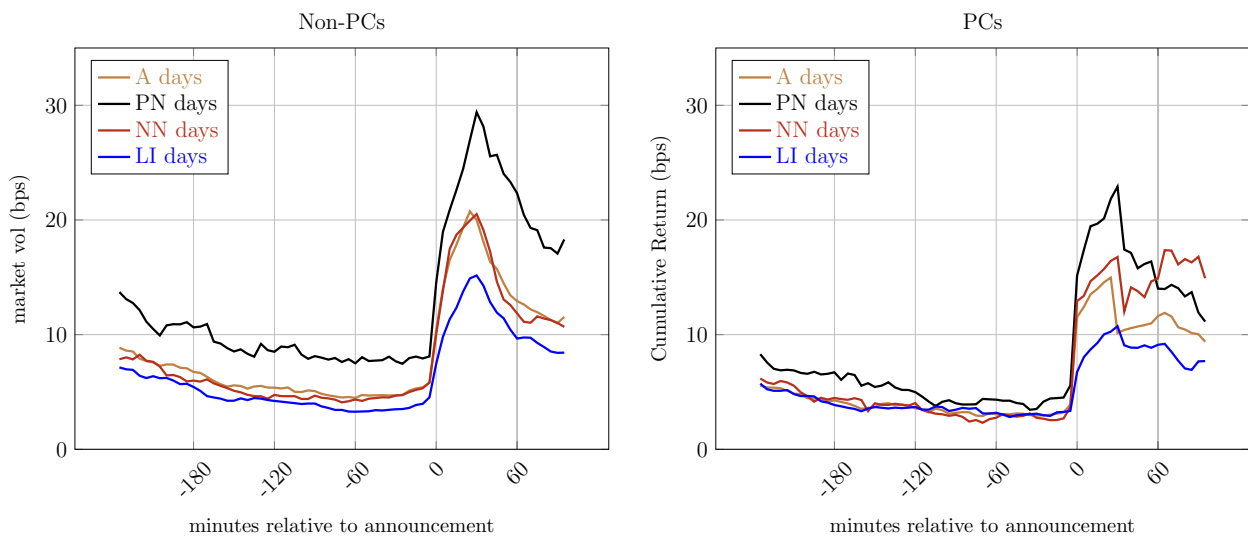 Non-PCs
market vol (bps)
30
20
10
0
A days
PN days
NN days
LI days
-180
-120
-60
0
60
minutes relative to announcement
PCs
Cumulative Return (bps)
30
20
10
0
A days
PN days
NN days
LI days
-180
-120
-60
0
60
minutes relative to announcement